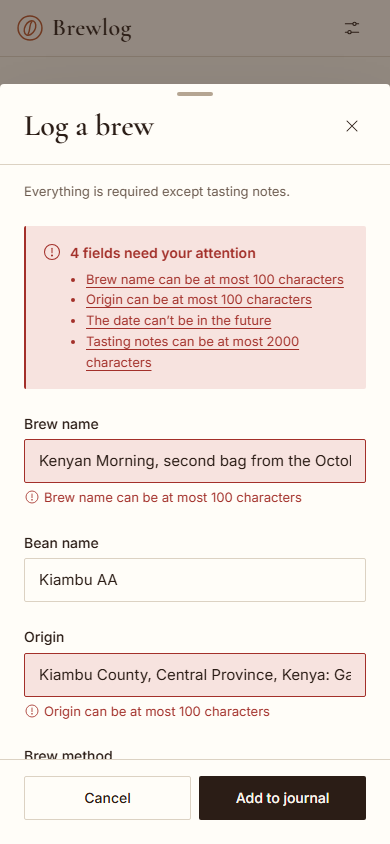 Brewlog
Log a brew
Everything is required except tasting notes.
4 fields need your attention
Brew name can be at most 100 characters
Origin can be at most 100 characters
The date can't be in the future
Tasting notes can be at most 2000
characters
Brew name
Kenyan Morning, second bag from the Octol
Brew name can be at most 100 characters
Bean name
Kiambu AA
Origin
Kiambu County, Central Province, Kenya: Ga
Origin can be at most 100 characters
Brew method
Cancel
Add to journal